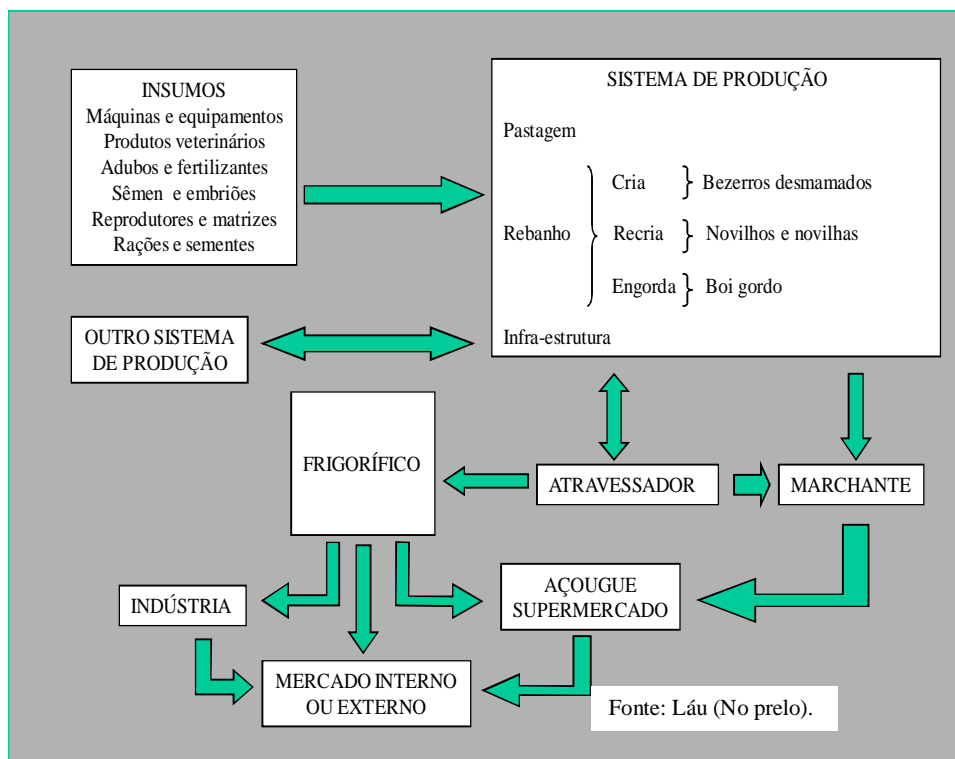 INSUMOS
Máquinas e equipamentos
Produtos veterinários
Adubos e fertilizantes
Sêmen e embriões
Reprodutores e matrizes
Rações e sementes
SISTEMA DE PRODUÇÃO
Pastagem
Rebanho
Cria
Bezerros desmamados
Recria
Novilhos e novilhas
Engorda
Boi gordo
Infra-estrutura
OUTRO SISTEMA
DE PRODUÇÃO
FRIGORÍFICO
ATRAVESSADOR
MARCHANTE
INDÚSTRIA
AÇOUGUE
SUPERMERCADO
MERCADO INTERNO
OU EXTERNO
Fonte: Láu (No prelo).